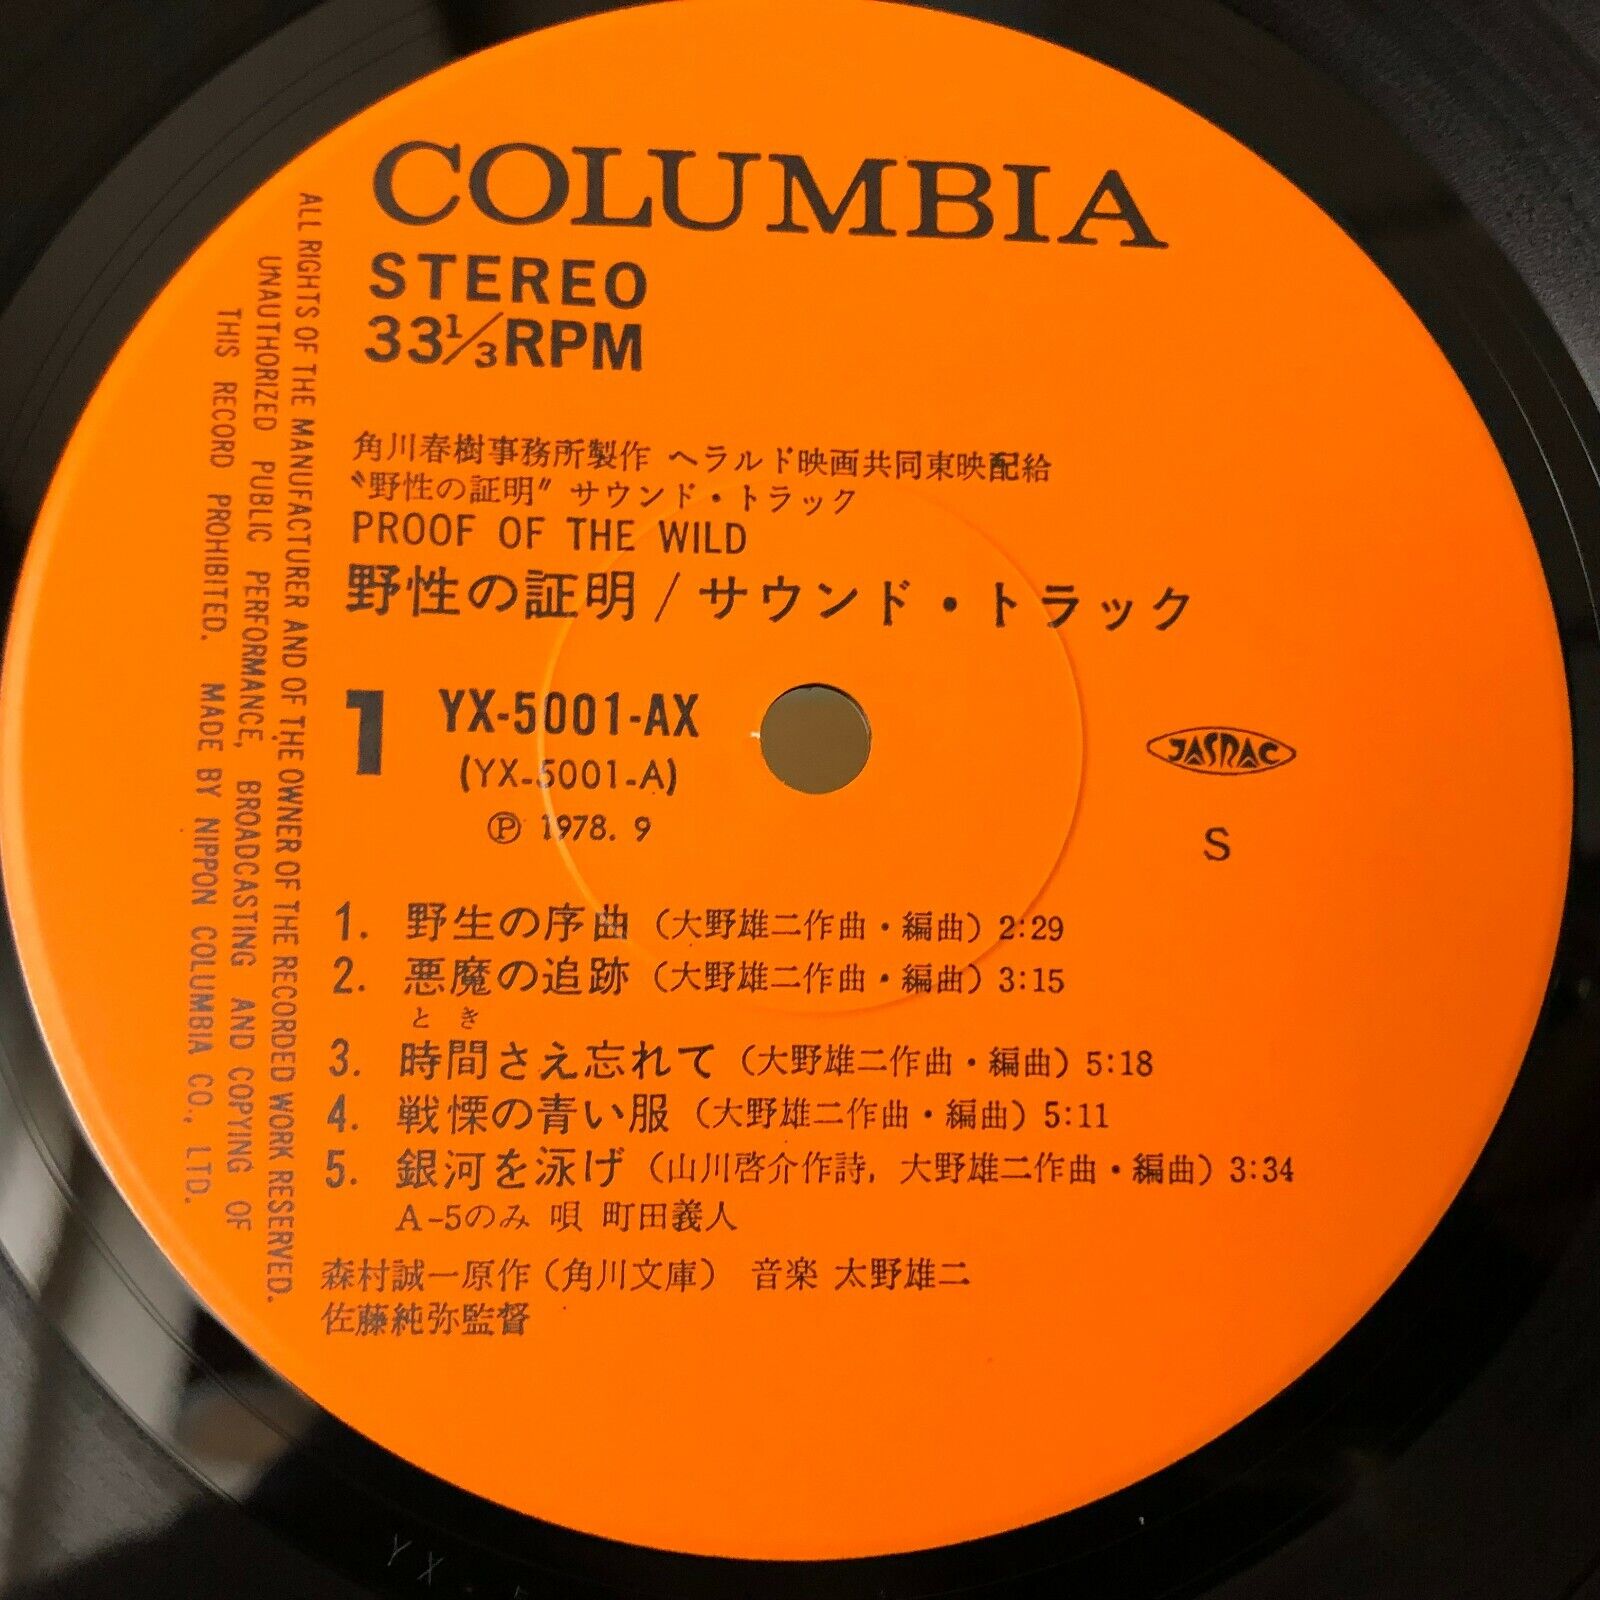 COLUMBIA
STEREO
33 1/3 RPM
角川春樹事務所製作 ヘラルド映画共同東映配給
〝野性の証明〟 サウンド・トラック
PROOF OF THE WILD
野性の証明 / サウンド・トラック
1 YX-5001-AX
(YX-5001-A)
Ⓟ 1978. 9
JASRAC
S
1. 野生の序曲 (大野雄二作曲・編曲) 2:29
2. 悪魔の追跡 (大野雄二作曲・編曲) 3:15
とき
3. 時間さえ忘れて (大野雄二作曲・編曲) 5:18
4. 戦慄の青い服 (大野雄二作曲・編曲) 5:11
5. 銀河を泳げ (山川啓介作詩, 大野雄二作曲・編曲) 3:34
A-5のみ 唄 町田義人
森村誠一原作 (角川文庫) 音楽 大野雄二
佐藤純弥監督
ALL RIGHTS OF THE MANUFACTURER AND OF THE OWNER OF THE RECORDED WORK RESERVED.
UNAUTHORIZED PUBLIC PERFORMANCE, BROADCASTING AND COPYING OF
THIS RECORD PROHIBITED. MADE BY NIPPON COLUMBIA CO., LTD.
YX